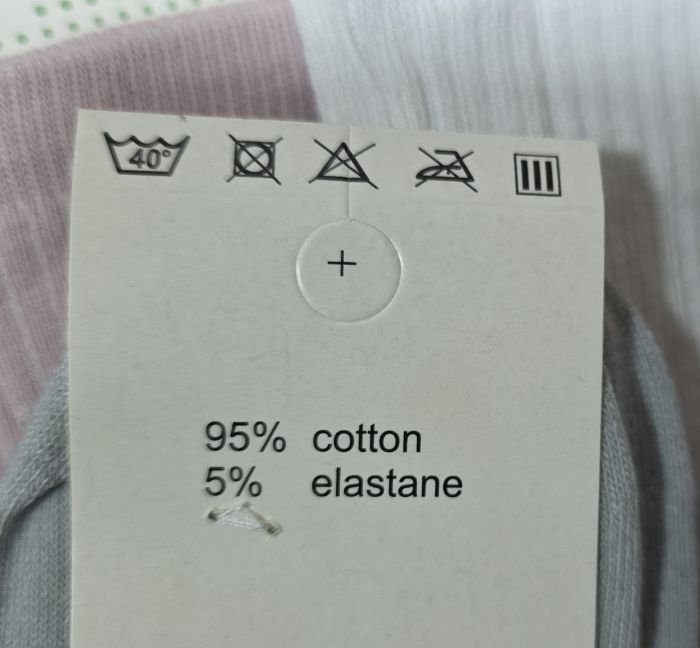 40°
+
95% cotton
5% elastane